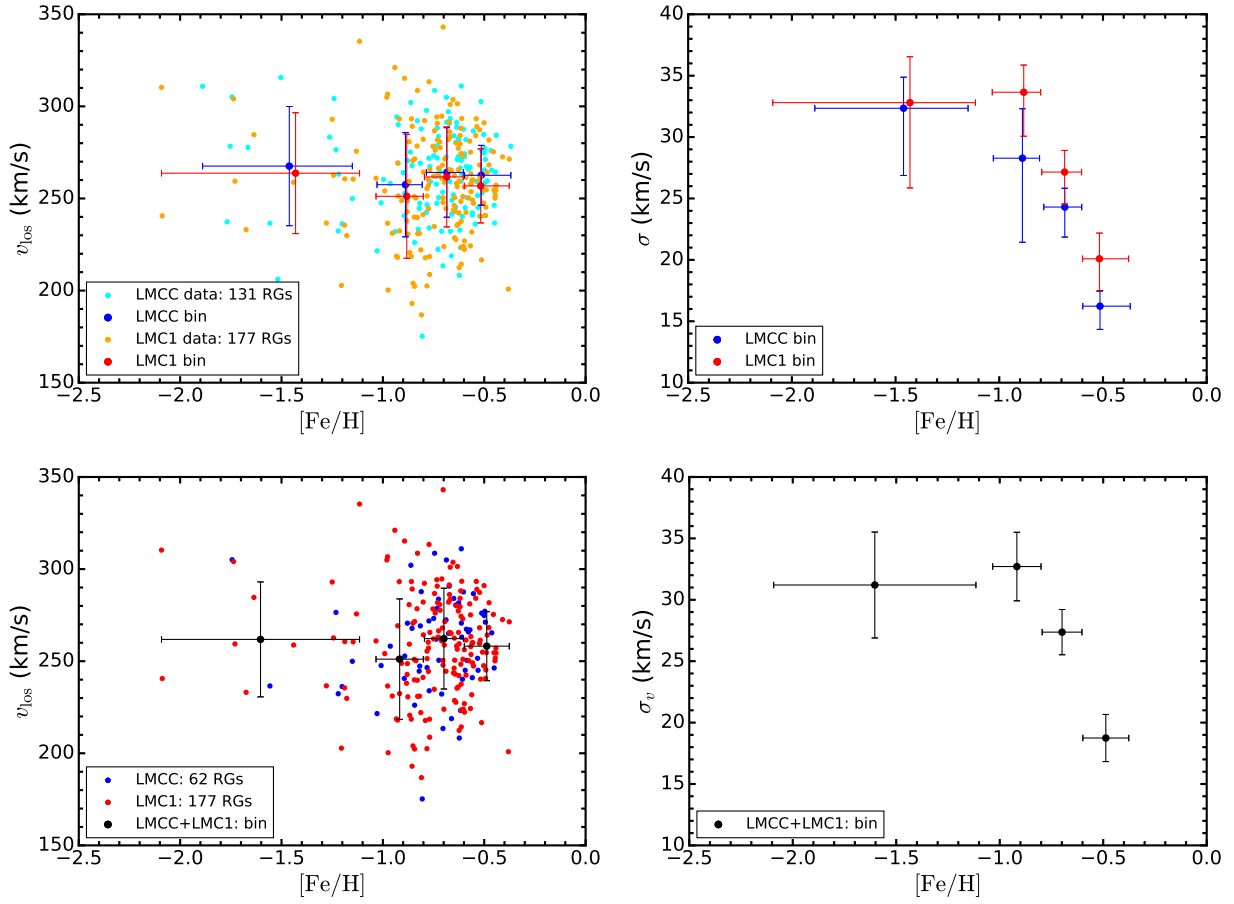 350
300
250
200
150
v_los (km/s)
LMCC data: 131 RGs
LMCC bin
LMC1 data: 177 RGs
LMC1 bin
−2.5 −2.0 −1.5 −1.0 −0.5 0.0
[Fe/H]
40
35
30
25
20
15
10
σ (km/s)
LMCC bin
LMC1 bin
−2.5 −2.0 −1.5 −1.0 −0.5 0.0
[Fe/H]
350
300
250
200
150
v_los (km/s)
LMCC: 62 RGs
LMC1: 177 RGs
LMCC+LMC1: bin
−2.5 −2.0 −1.5 −1.0 −0.5 0.0
[Fe/H]
40
35
30
25
20
15
10
σ_v (km/s)
LMCC+LMC1: bin
−2.5 −2.0 −1.5 −1.0 −0.5 0.0
[Fe/H]